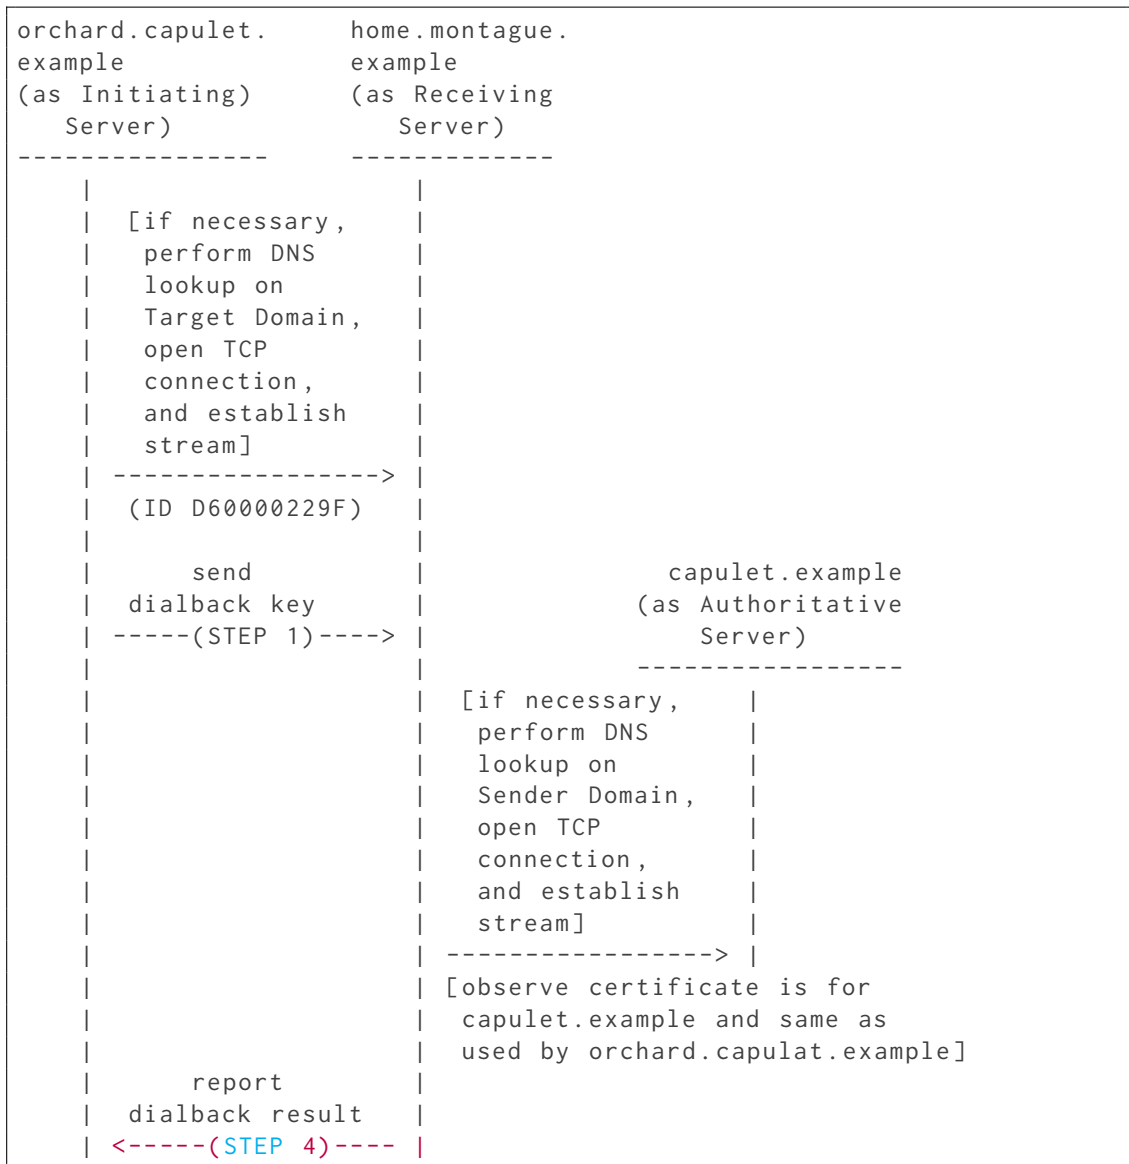 orchard.capulet.     home.montague.
example              example
(as Initiating)      (as Receiving
   Server)              Server)
----------------     -------------
    |                    |
    |  [if necessary,    |
    |   perform DNS      |
    |   lookup on        |
    |   Target Domain,   |
    |   open TCP         |
    |   connection,      |
    |   and establish    |
    |   stream]          |
    | -----------------> |
    |  (ID D60000229F)   |
    |                    |
    |      send          |               capulet.example
    |  dialback key      |             (as Authoritative
    | -----(STEP 1)----> |                 Server)
    |                    |             -----------------
    |                    |  [if necessary,    |
    |                    |   perform DNS      |
    |                    |   lookup on        |
    |                    |   Sender Domain,   |
    |                    |   open TCP         |
    |                    |   connection,      |
    |                    |   and establish    |
    |                    |   stream]          |
    |                    | -----------------> |
    |                    | [observe certificate is for
    |                    |  capulet.example and same as
    |                    |  used by orchard.capulat.example]
    |      report        |
    |  dialback result   |
    | <-----(STEP 4)---- |